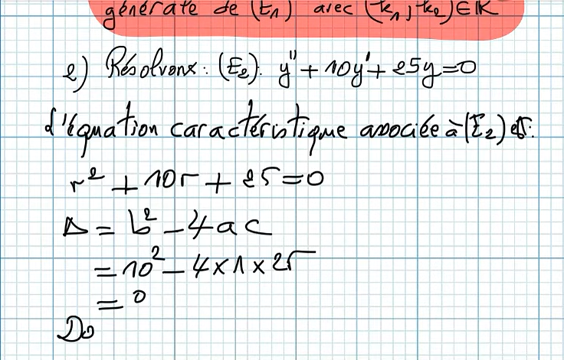 générale de (E₁) avec (k₁; k₂)∈ℝ
2) Résolvons: (E₂): y''+10y'+25y=0
L'équation caractéristique associée à (E₂) est:
r²+10r+25=0
Δ=b²-4ac
=10²-4×1×25
=0
Do